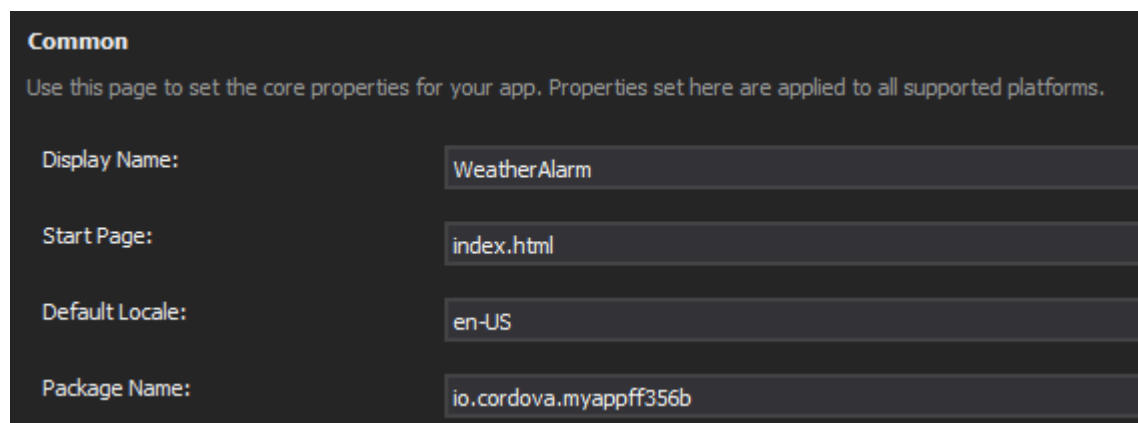 Common
Use this page to set the core properties for your app. Properties set here are applied to all supported platforms.
Display Name: WeatherAlarm
Start Page: index.html
Default Locale: en-US
Package Name: io.cordova.myappff356b